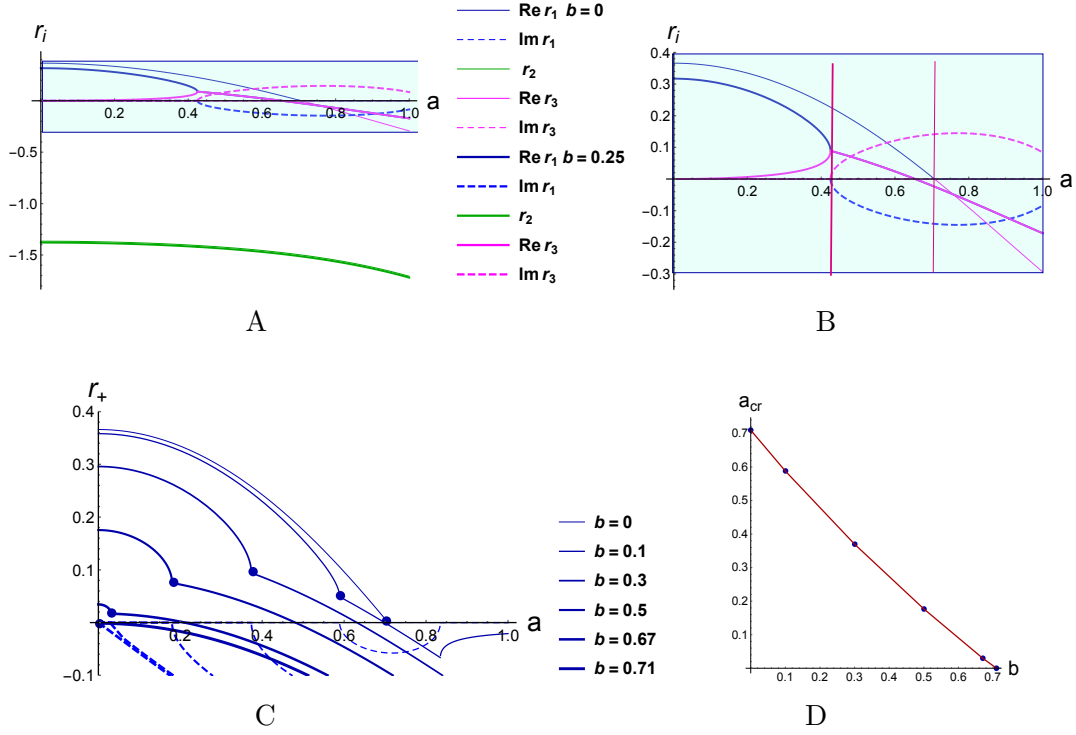 r_i
−0.5
−1.0
−1.5
0.2 0.4 0.6 0.8 1.0
a
A
Re r_1 b = 0
Im r_1
r_2
Re r_3
Im r_3
Re r_1 b = 0.25
Im r_1
r_2
Re r_3
Im r_3
r_i
0.4
0.3
0.2
0.1
−0.1
−0.2
−0.3
0.2 0.4 0.6 0.8 1.0
a
B
r_+
0.4
0.3
0.2
0.1
−0.1
0.2 0.4 0.6 0.8 1.0
a
C
b = 0
b = 0.1
b = 0.3
b = 0.5
b = 0.67
b = 0.71
a_cr
0.7
0.6
0.5
0.4
0.3
0.2
0.1
0.1 0.2 0.3 0.4 0.5 0.6 0.7
b
D